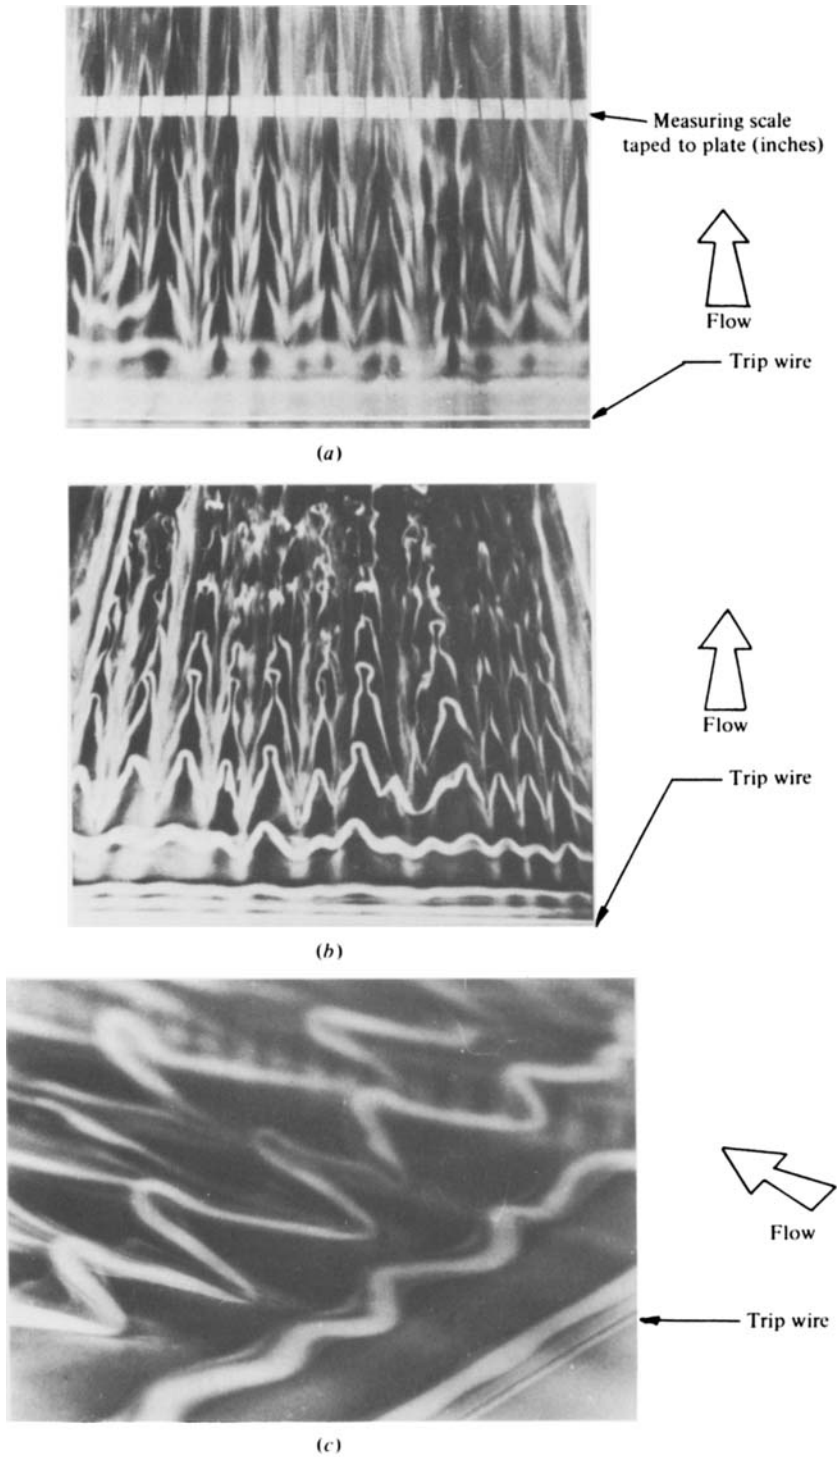 Measuring scale
taped to plate (inches)
Flow
Trip wire
(a)
Flow
Trip wire
(b)
Flow
Trip wire
(c)